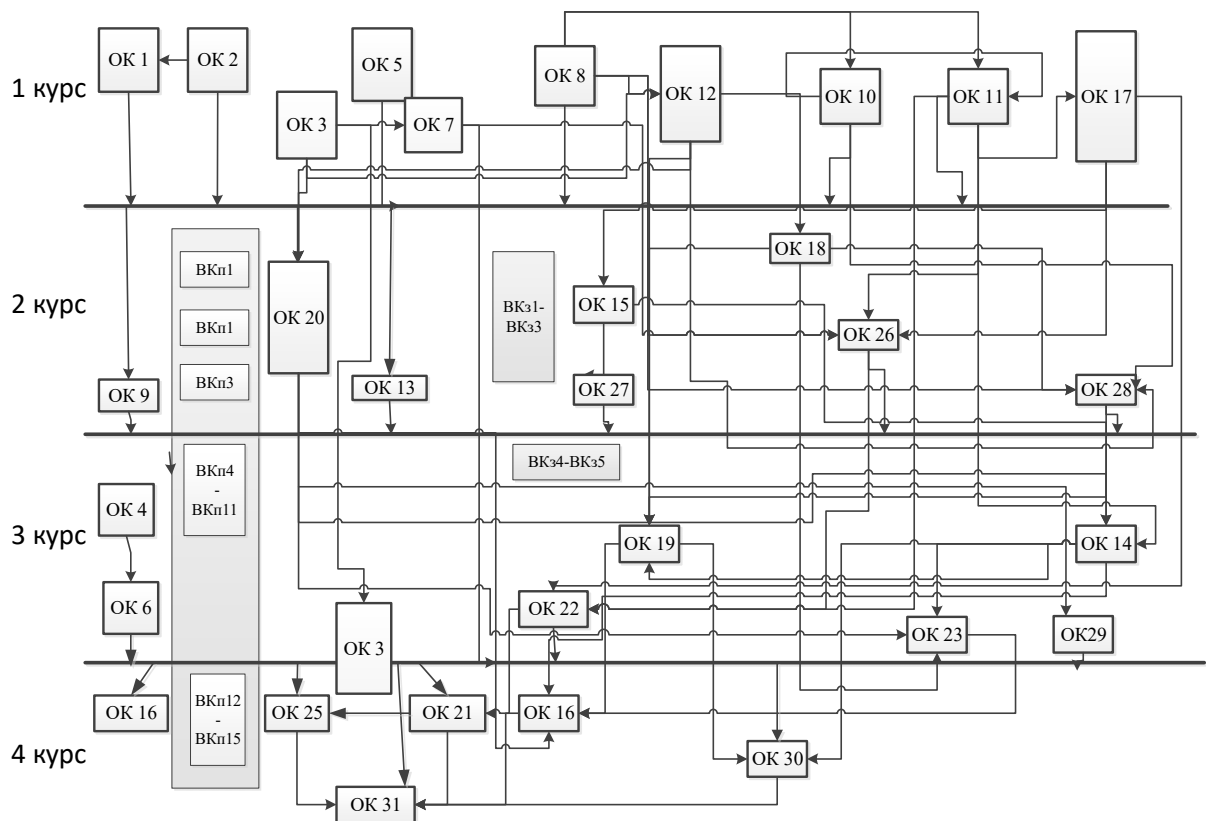 1 курс
ОК 1
ОК 2
ОК 3
ОК 5
ОК 7
ОК 8
ОК 12
ОК 10
ОК 11
ОК 17
2 курс
ВКп1
ВКп1
ВКп3
ОК 9
ОК 20
ОК 13
ВКз1-
ВКз3
ОК 15
ОК 27
ОК 18
ОК 26
ОК 28
3 курс
ОК 4
ОК 6
ВКп4
-
ВКп11
ВКз4-ВКз5
ОК 19
ОК 14
ОК 22
ОК 23
ОК29
ОК 3
4 курс
ОК 16
ВКп12
-
ВКп15
ОК 25
ОК 21
ОК 16
ОК 30
ОК 31